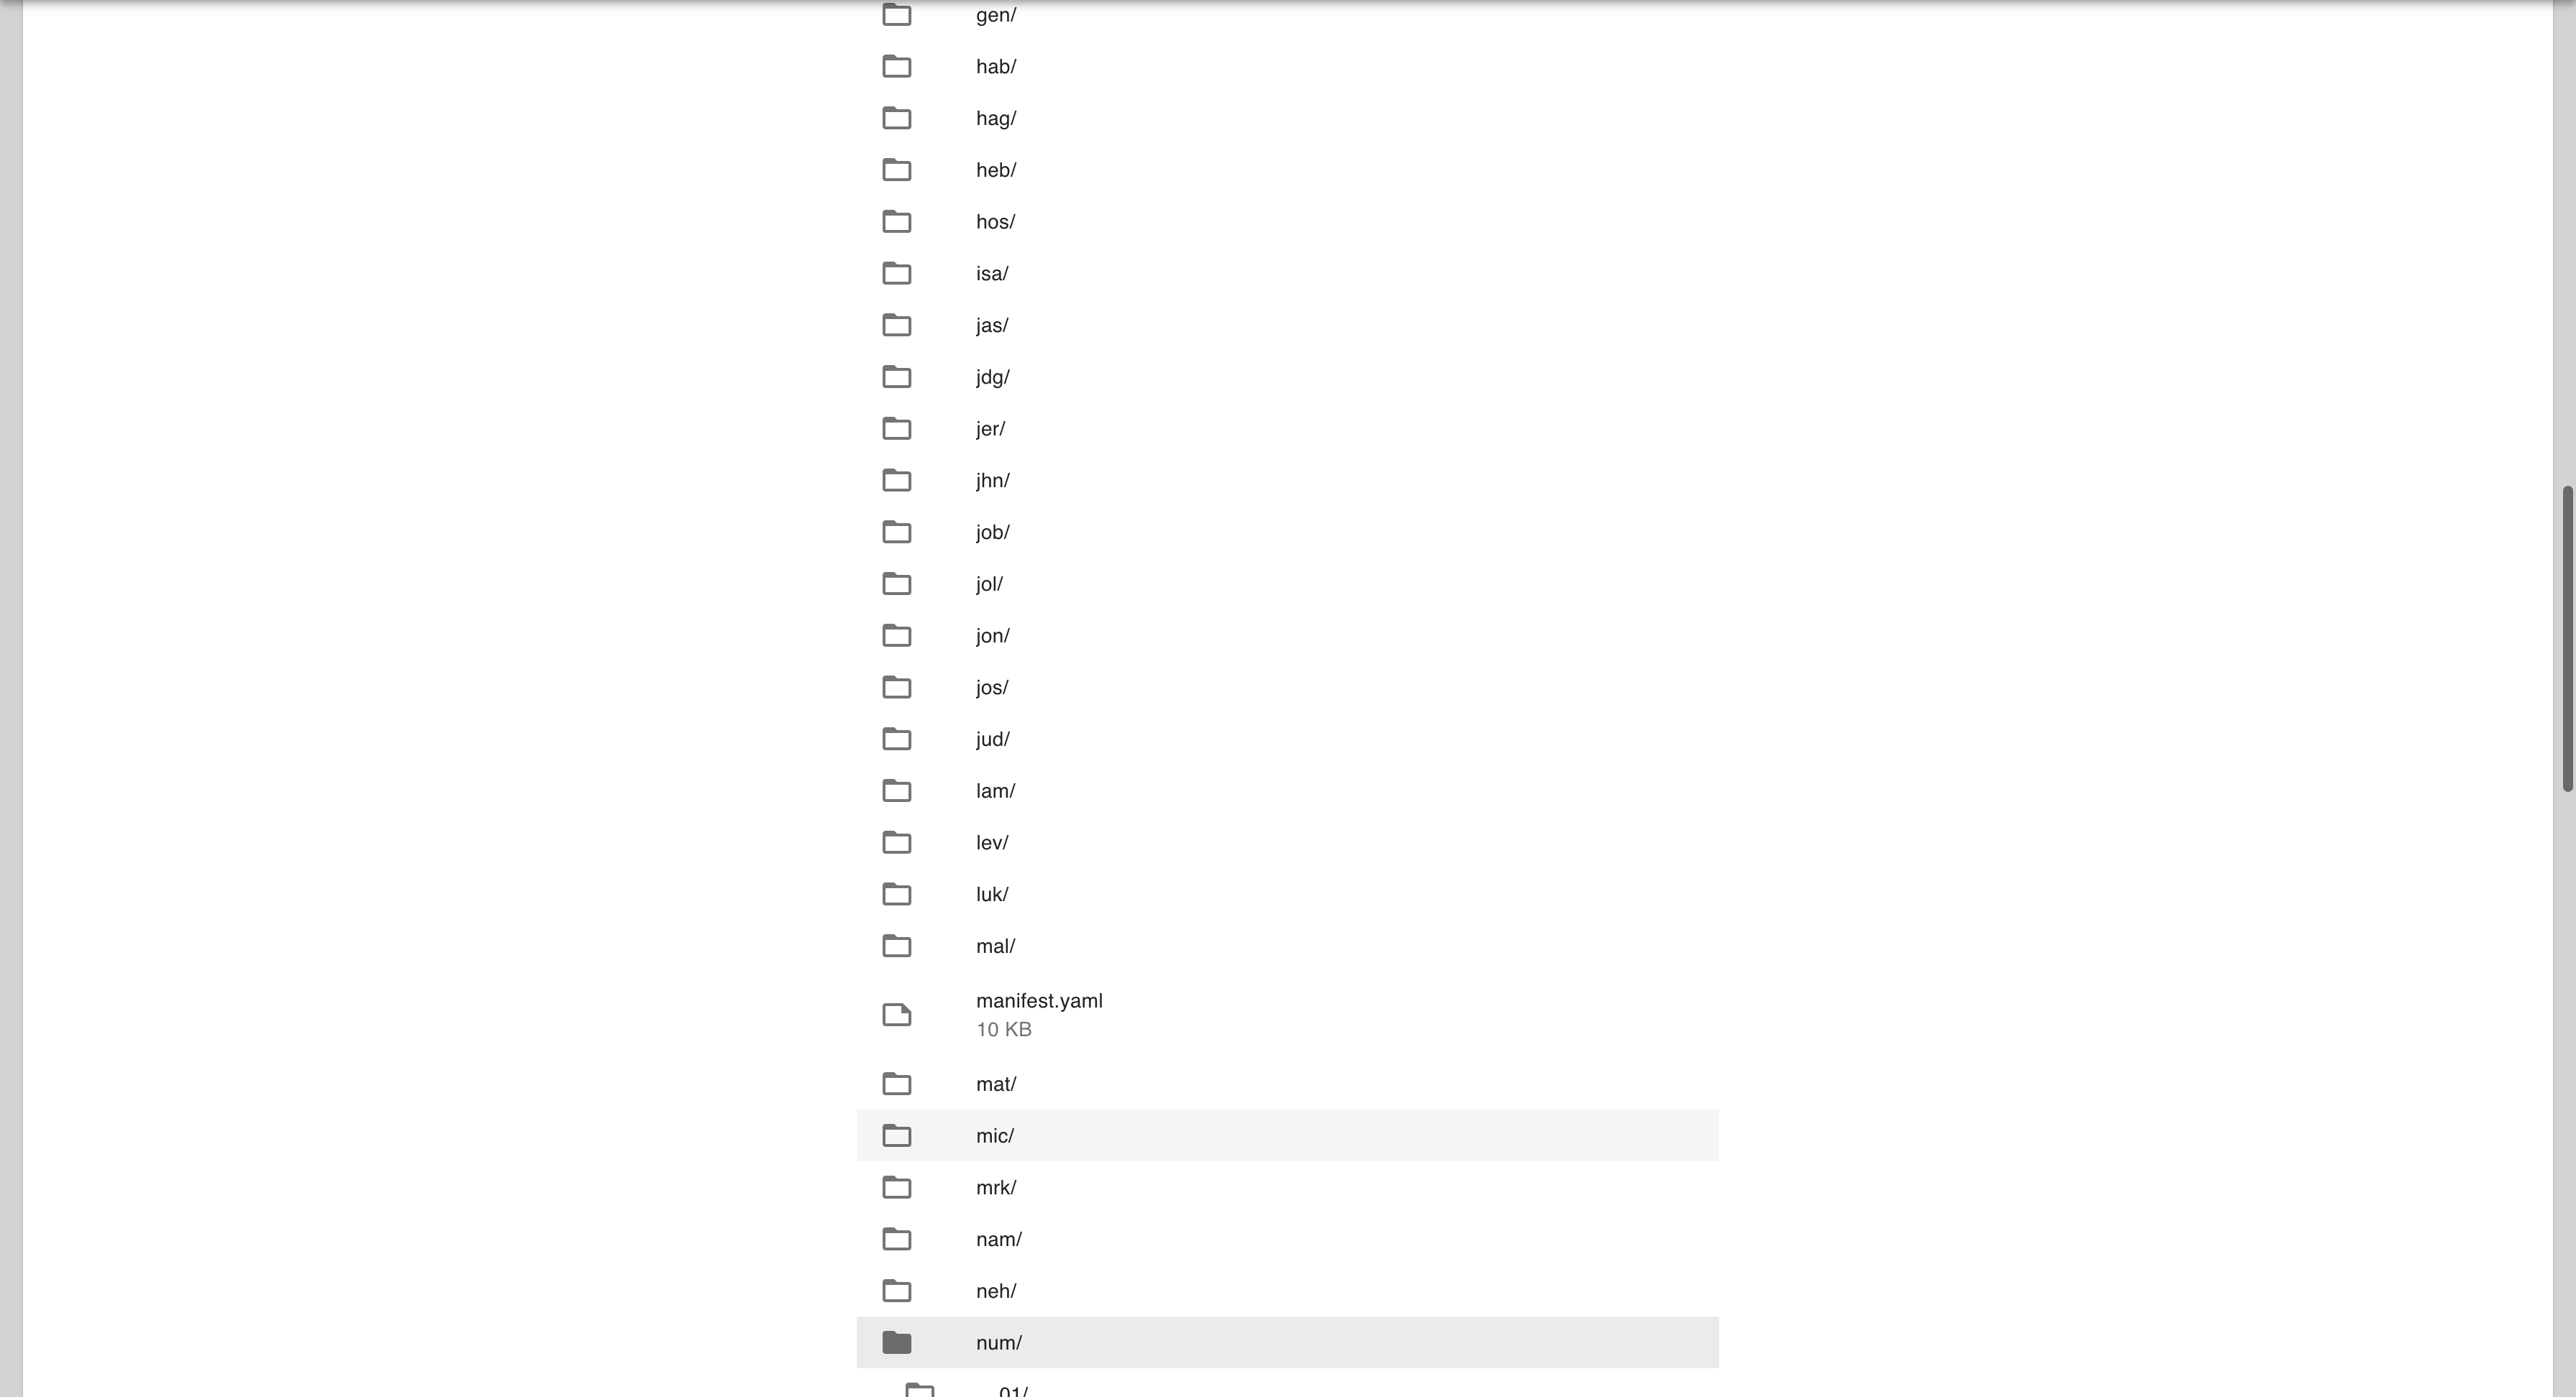 gen/
hab/
hag/
heb/
hos/
isa/
jas/
jdg/
jer/
jhn/
job/
jol/
jon/
jos/
jud/
lam/
lev/
luk/
mal/
manifest.yaml
10 KB
mat/
mic/
mrk/
nam/
neh/
num/
01/